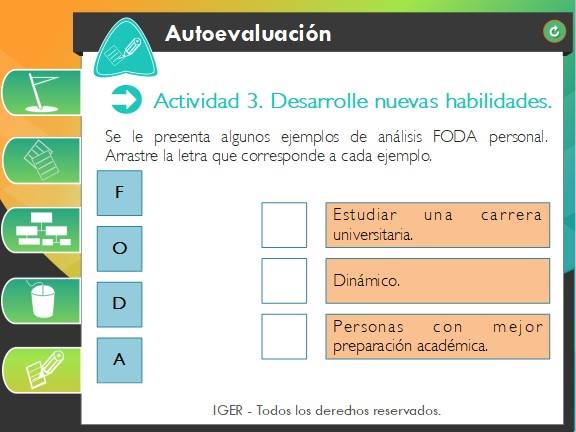 Autoevaluación
Actividad 3. Desarrolle nuevas habilidades.
Se le presenta algunos ejemplos de análisis FODA personal.
Arrastre la letra que corresponde a cada ejemplo.
F
O
D
A
Estudiar una carrera
universitaria.
Dinámico.
Personas con mejor
preparación académica.
IGER - Todos los derechos reservados.